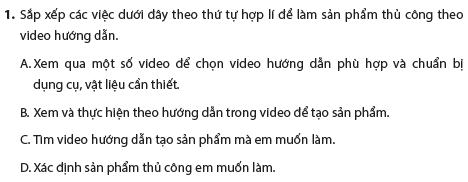 1. Sắp xếp các việc dưới đây theo thứ tự hợp lí để làm sản phẩm thủ công theo
video hướng dẫn.
A. Xem qua một số video để chọn video hướng dẫn phù hợp và chuẩn bị
dụng cụ, vật liệu cần thiết.
B. Xem và thực hiện theo hướng dẫn trong video để tạo sản phẩm.
C. Tìm video hướng dẫn tạo sản phẩm mà em muốn làm.
D. Xác định sản phẩm thủ công em muốn làm.